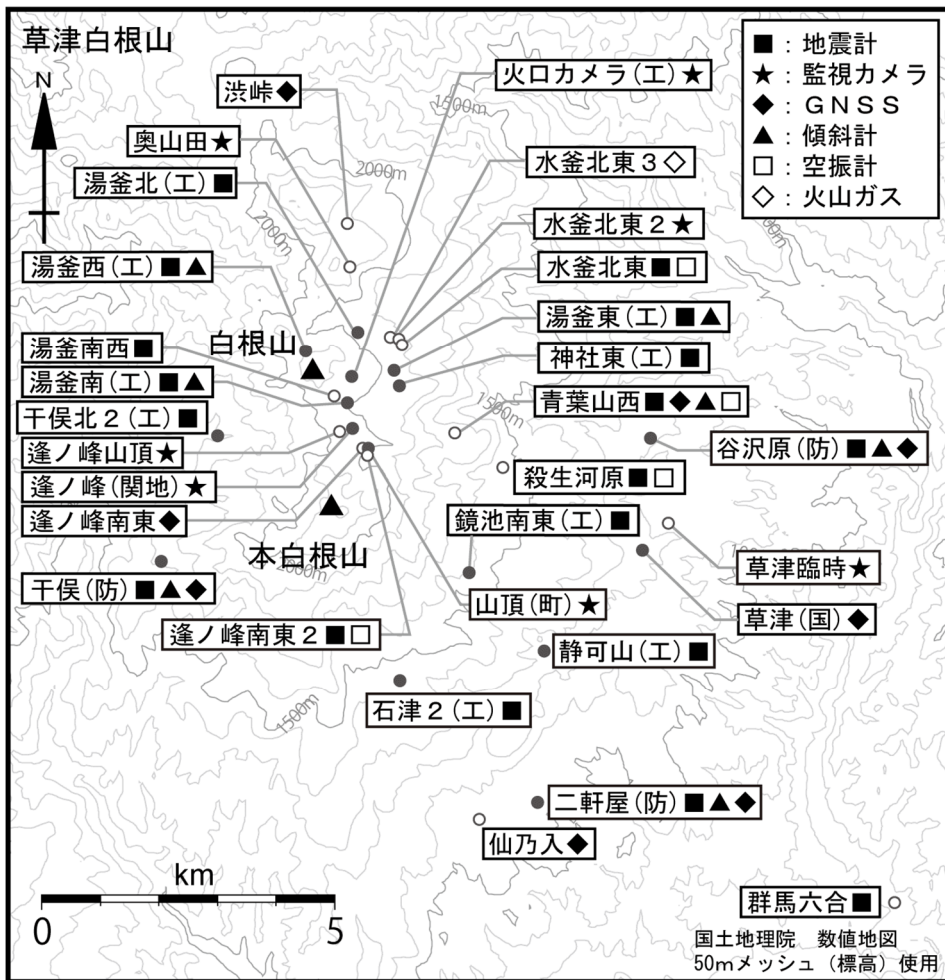 草津白根山
N
■：地震計
★：監視カメラ
◆：ＧＮＳＳ
▲：傾斜計
□：空振計
◇：火山ガス
火口カメラ(工)★
渋峠◆
1500m
奥山田★
水釜北東３◇
2000m
湯釜北(工)■
水釜北東２★
2000m
湯釜西(工)■▲
水釜北東■□
湯釜東(工)■▲
白根山
湯釜南西■
神社東(工)■
湯釜南(工)■▲
青葉山西■◆▲□
1500m
干俣北２(工)■
谷沢原(防)■▲◆
逢ノ峰山頂★
殺生河原■□
逢ノ峰(関地)★
逢ノ峰南東◆
鏡池南東(工)■
本白根山
2000m
草津臨時★
干俣(防)■▲◆
山頂(町)★
草津(国)◆
逢ノ峰南東２■□
静可山(工)■
石津２(工)■
1500m
二軒屋(防)■▲◆
仙乃入◆
km
0 5
群馬六合■
国土地理院　数値地図
50mメッシュ（標高）使用